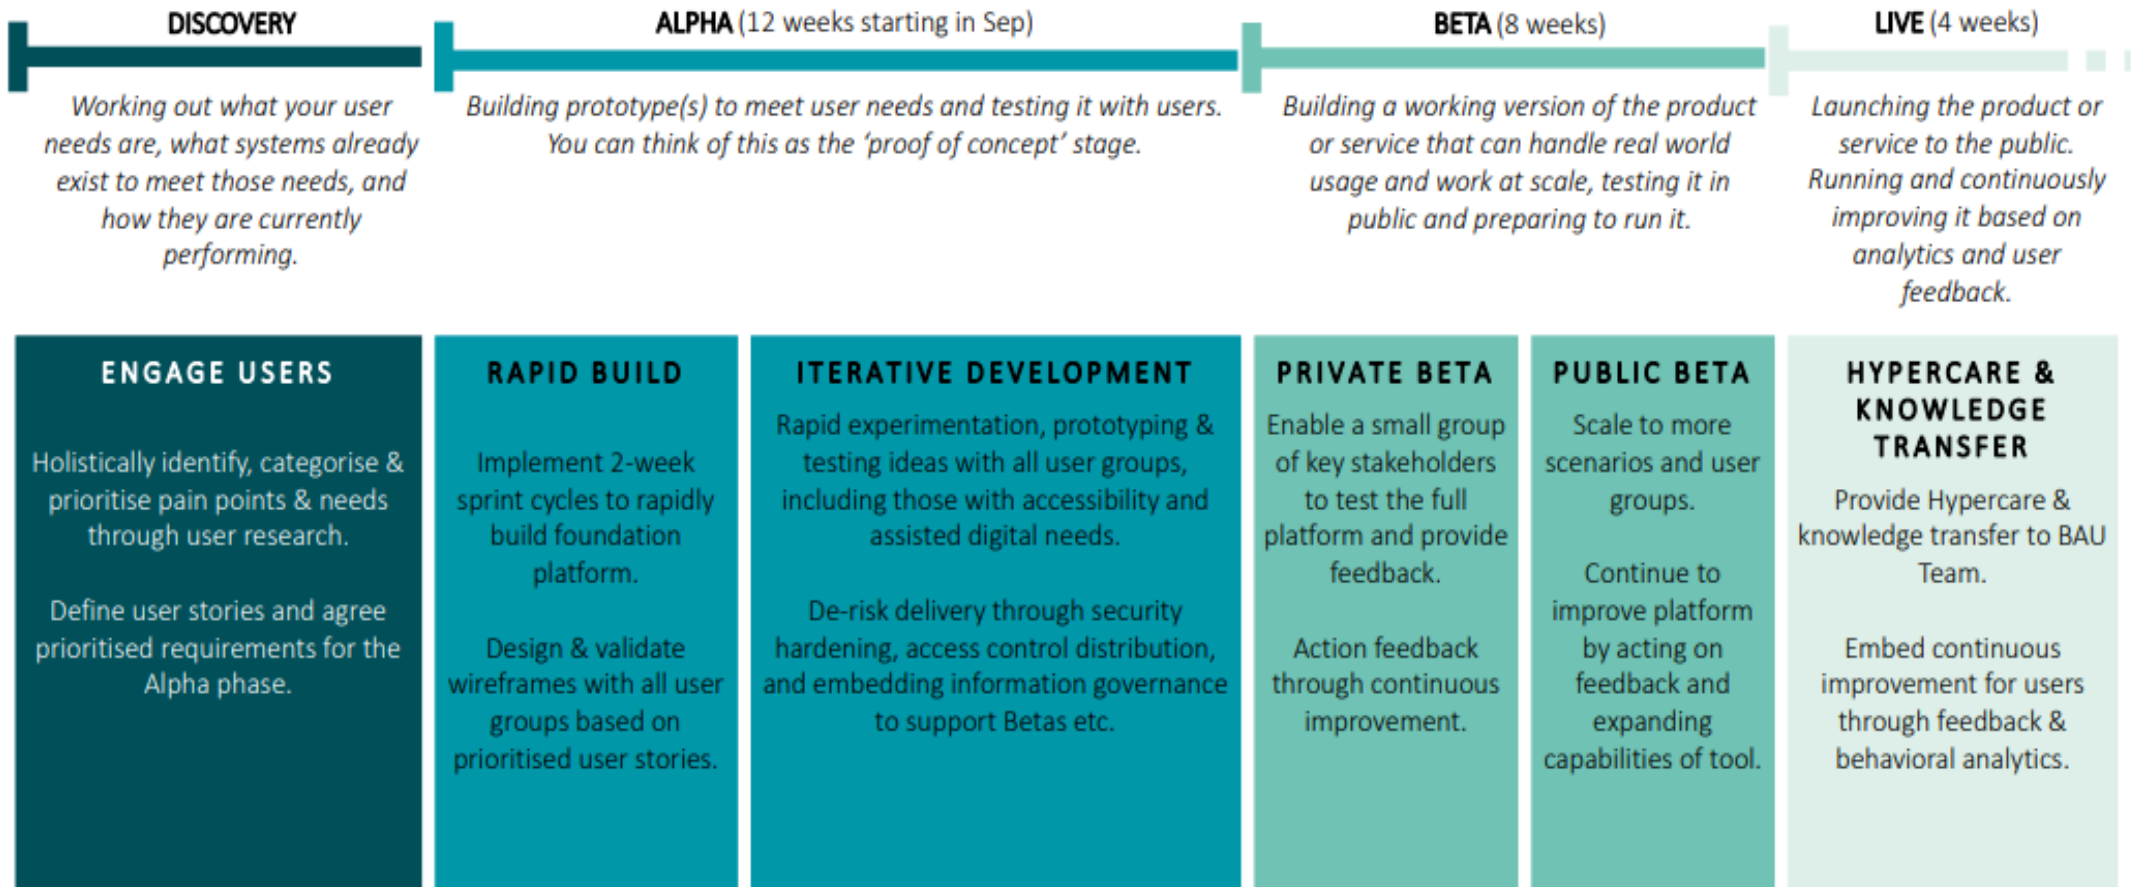 DISCOVERY
Working out what your user
needs are, what systems already
exist to meet those needs, and
how they are currently
performing.
ALPHA (12 weeks starting in Sep)
Building prototype(s) to meet user needs and testing it with users.
You can think of this as the ‘proof of concept’ stage.
BETA (8 weeks)
Building a working version of the product
or service that can handle real world
usage and work at scale, testing it in
public and preparing to run it.
LIVE (4 weeks)
Launching the product or
service to the public.
Running and continuously
improving it based on
analytics and user
feedback.
ENGAGE USERS
Holistically identify, categorise &
prioritise pain points & needs
through user research.
Define user stories and agree
prioritised requirements for the
Alpha phase.
RAPID BUILD
Implement 2-week
sprint cycles to rapidly
build foundation
platform.
Design & validate
wireframes with all user
groups based on
prioritised user stories.
ITERATIVE DEVELOPMENT
Rapid experimentation, prototyping &
testing ideas with all user groups,
including those with accessibility and
assisted digital needs.
De-risk delivery through security
hardening, access control distribution,
and embedding information governance
to support Betas etc.
PRIVATE BETA
Enable a small group
of key stakeholders
to test the full
platform and provide
feedback.
Action feedback
through continuous
improvement.
PUBLIC BETA
Scale to more
scenarios and user
groups.
Continue to
improve platform
by acting on
feedback and
expanding
capabilities of tool.
HYPERCARE &
KNOWLEDGE
TRANSFER
Provide Hypercare &
knowledge transfer to BAU
Team.
Embed continuous
improvement for users
through feedback &
behavioral analytics.